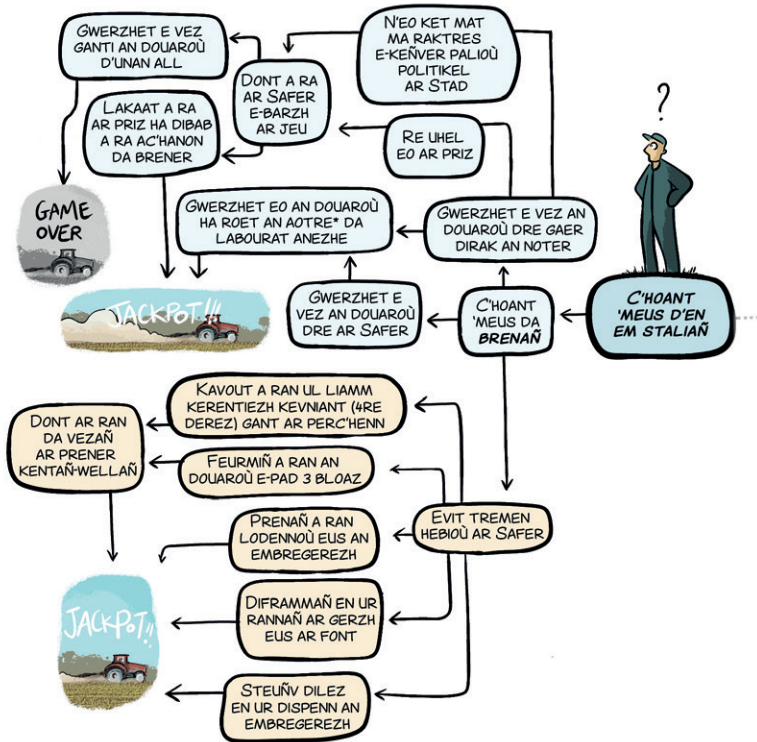 GWERZHET E VEZ
GANTI AN DOUAROÙ
D'UNAN ALL
N'EO KET MAT
MA RAKTRES
E-KEÑVER PALIOÙ
POLITIKEL
AR STAD
DONT A RA
AR SAFER
E-BARZH
AR JEU
LAKAAT A RA
AR PRIZ HA DIBAB
A RA AC'HANON
DA BRENER
RE UHEL
EO AR PRIZ
?
GAME
OVER
GWERZHET EO AN DOUAROÙ
HA ROET AN AOTRE* DA
LABOURAT ANEZHE
GWERZHET E VEZ AN
DOUAROÙ DRE GAER
DIRAK AN NOTER
JACKPOT!!!
GWERZHET E
VEZ AN DOUAROÙ
DRE AR SAFER
C'HOANT
'MEUS DA
BRENAÑ
C'HOANT
'MEUS D'EN
EM STALIAÑ
KAVOUT A RAN UL LIAMM
KERENTIEZH KEVNIANT (4RE
DEREZ) GANT AR PERC'HENN
DONT AR RAN
DA VEZAÑ
AR PRENER
KENTAÑ-WELLAÑ
FEURMIÑ A RAN AN
DOUAROÙ E-PAD 3 BLOAZ
PRENAÑ A RAN
LODENNOÙ EUS AN
EMBREGEREZH
EVIT TREMEN
HEBIOÙ AR SAFER
JACKPOT!!
DIFRAMMAÑ EN UR
RANNAÑ AR GERZH
EUS AR FONT
STEUÑV DILEZ
EN UR DISPENN AN
EMBREGEREZH